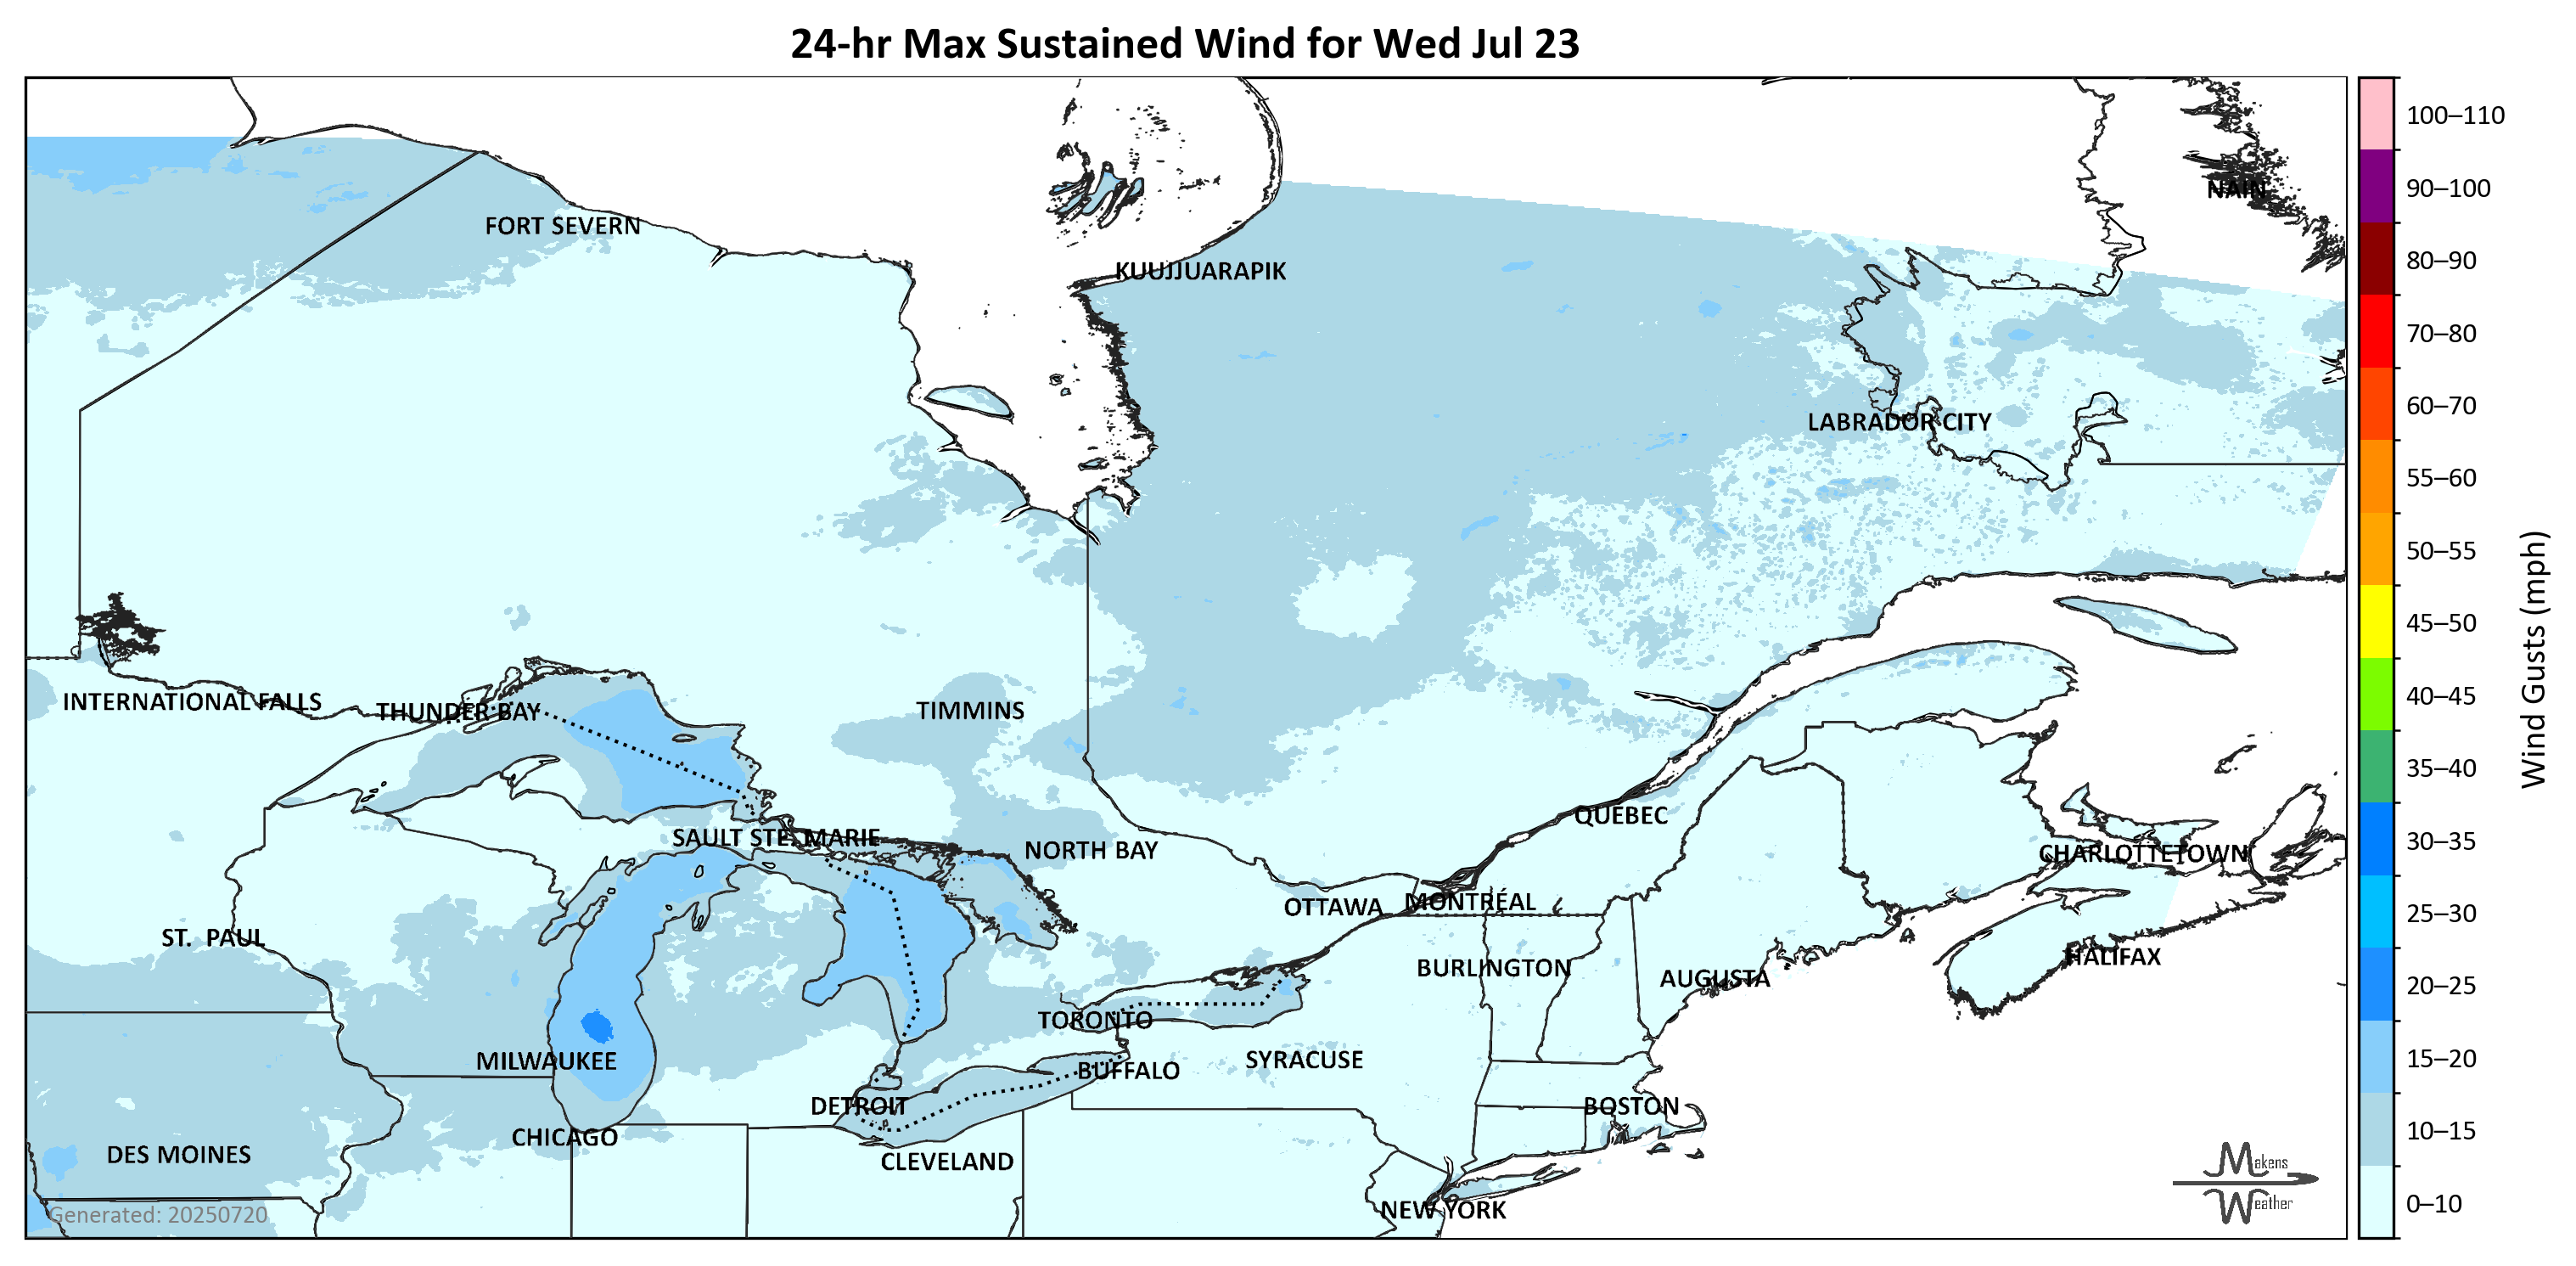 24-hr Max Sustained Wind for Wed Jul 23
100–110
90–100
NAIN
FORT SEVERN
80–90
KUUJJUARAPIK
70–80
60–70
LABRADOR CITY
55–60
50–55
45–50
Wind Gusts (mph)
40–45
INTERNATIONAL FALLS
THUNDER BAY
TIMMINS
35–40
QUÉBEC
30–35
SAULT STE. MARIE
NORTH BAY
CHARLOTTETOWN
OTTAWA
MONTRÉAL
25–30
ST. PAUL
HALIFAX
BURLINGTON
AUGUSTA
20–25
TORONTO
MILWAUKEE
SYRACUSE
15–20
BUFFALO
DETROIT
BOSTON
10–15
CHICAGO
DES MOINES
CLEVELAND
Makens
Weather
0–10
NEW YORK
Generated: 20250720